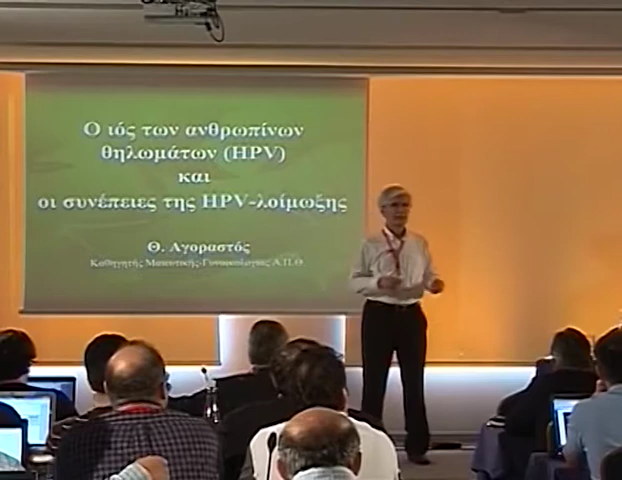 Ο ιός των ανθρωπίνων
θηλωμάτων (HPV)
και
οι συνέπειες της HPV-λοίμωξης
Θ. Αγοραστός
Καθηγητής Μαιευτικής-Γυναικολογίας Α.Π.Θ